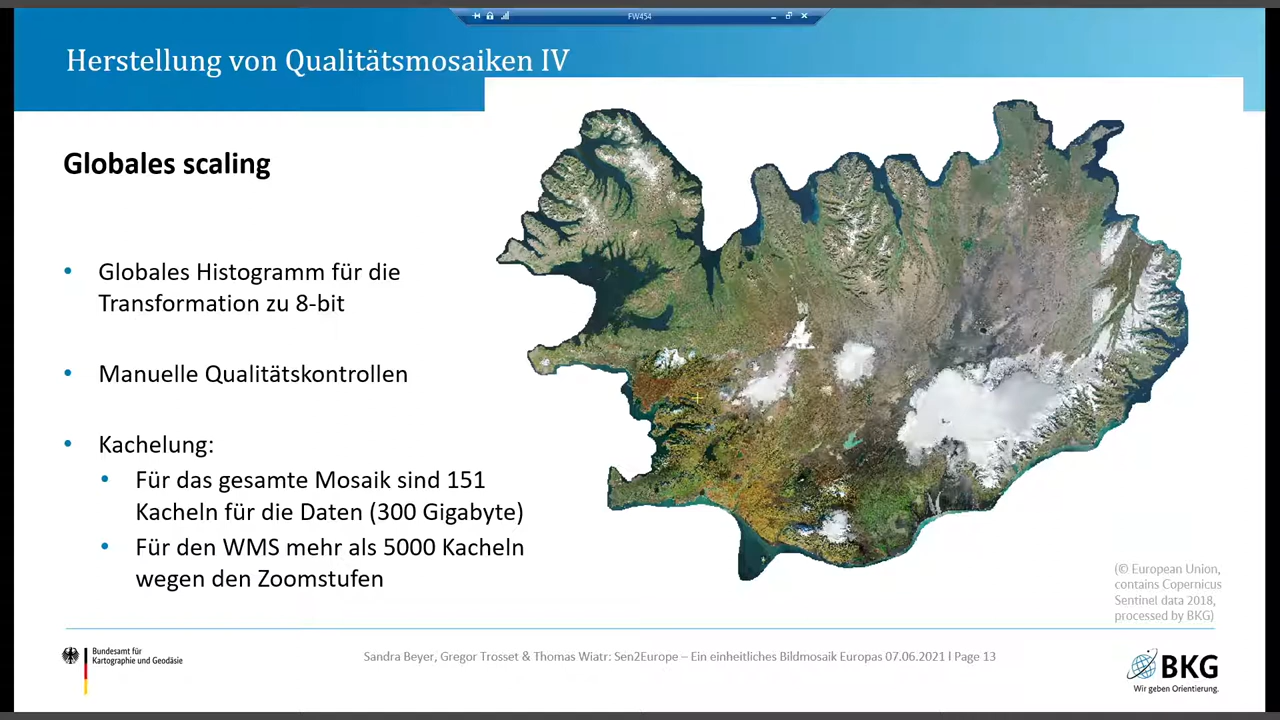 FW454
Herstellung von Qualitätsmosaiken IV
Globales scaling
• Globales Histogramm für die
Transformation zu 8-bit
• Manuelle Qualitätskontrollen
• Kachelung:
• Für das gesamte Mosaik sind 151
Kacheln für die Daten (300 Gigabyte)
• Für den WMS mehr als 5000 Kacheln
wegen den Zoomstufen
(© European Union,
contains Copernicus
Sentinel data 2018,
processed by BKG)
Bundesamt für
Kartographie und Geodäsie
Sandra Beyer, Gregor Trosset & Thomas Wiatr: Sen2Europe – Ein einheitliches Bildmosaik Europas 07.06.2021 I Page 13
BKG
Wir geben Orientierung.